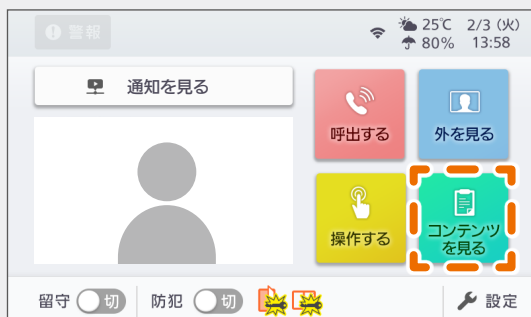 警報
25℃ 2/3 (火)
80% 13:58
通知を見る
呼出する
外を見る
操作する
コンテンツ
を見る
留守 切 防犯 切 設定